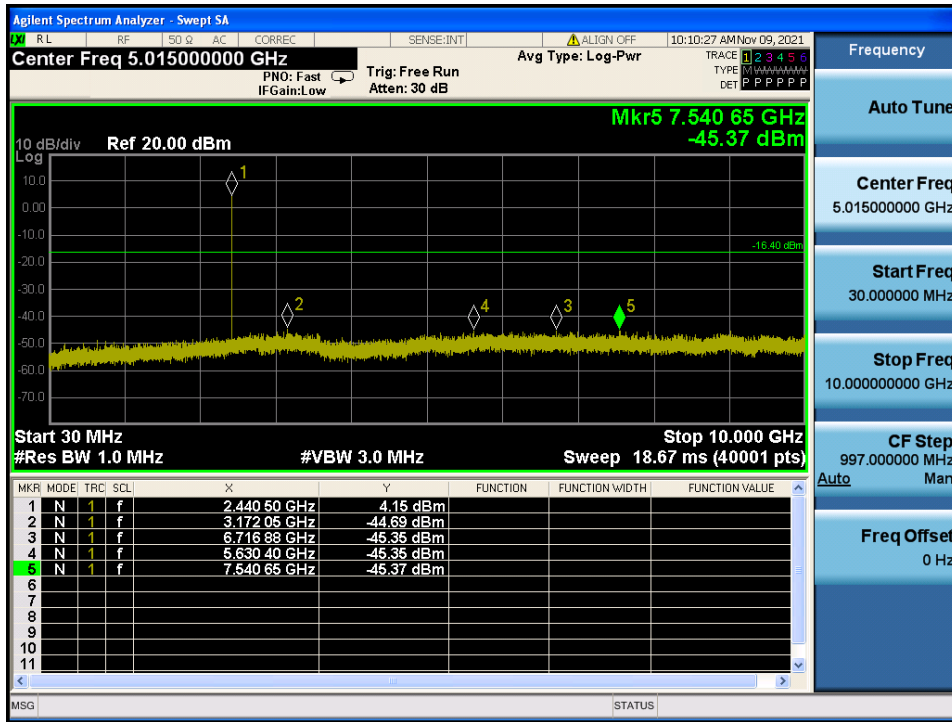 Agilent Spectrum Analyzer - Swept SA
LXI RL RF 50 Ω AC CORREC SENSE:INT ALIGN OFF 10:10:27 AM Nov 09, 2021
Center Freq 5.015000000 GHz
PNO: Fast
IFGain:Low
Trig: Free Run
Atten: 30 dB
Avg Type: Log-Pwr
TRACE 1 2 3 4 5 6
TYPE M
DET P P P P P P
Mkr5 7.540 65 GHz
-45.37 dBm
10 dB/div
Log
Ref 20.00 dBm
10.0
0.00
-10.0
-20.0
-30.0
-40.0
-50.0
-60.0
-70.0
1
2
4
3
5
-16.40 dBm
Start 30 MHz
Stop 10.000 GHz
#Res BW 1.0 MHz
#VBW 3.0 MHz
Sweep 18.67 ms (40001 pts)
MKR MODE TRC SCL X Y FUNCTION FUNCTION WIDTH FUNCTION VALUE
1 N 1 f 2.440 50 GHz 4.15 dBm
2 N 1 f 3.172 05 GHz -44.69 dBm
3 N 1 f 6.716 88 GHz -45.35 dBm
4 N 1 f 5.630 40 GHz -45.35 dBm
5 N 1 f 7.540 65 GHz -45.37 dBm
6
7
8
9
10
11
MSG
STATUS
Frequency
Auto Tune
Center Freq
5.015000000 GHz
Start Freq
30.000000 MHz
Stop Freq
10.000000000 GHz
CF Step
997.000000 MHz
Auto Man
Freq Offset
0 Hz